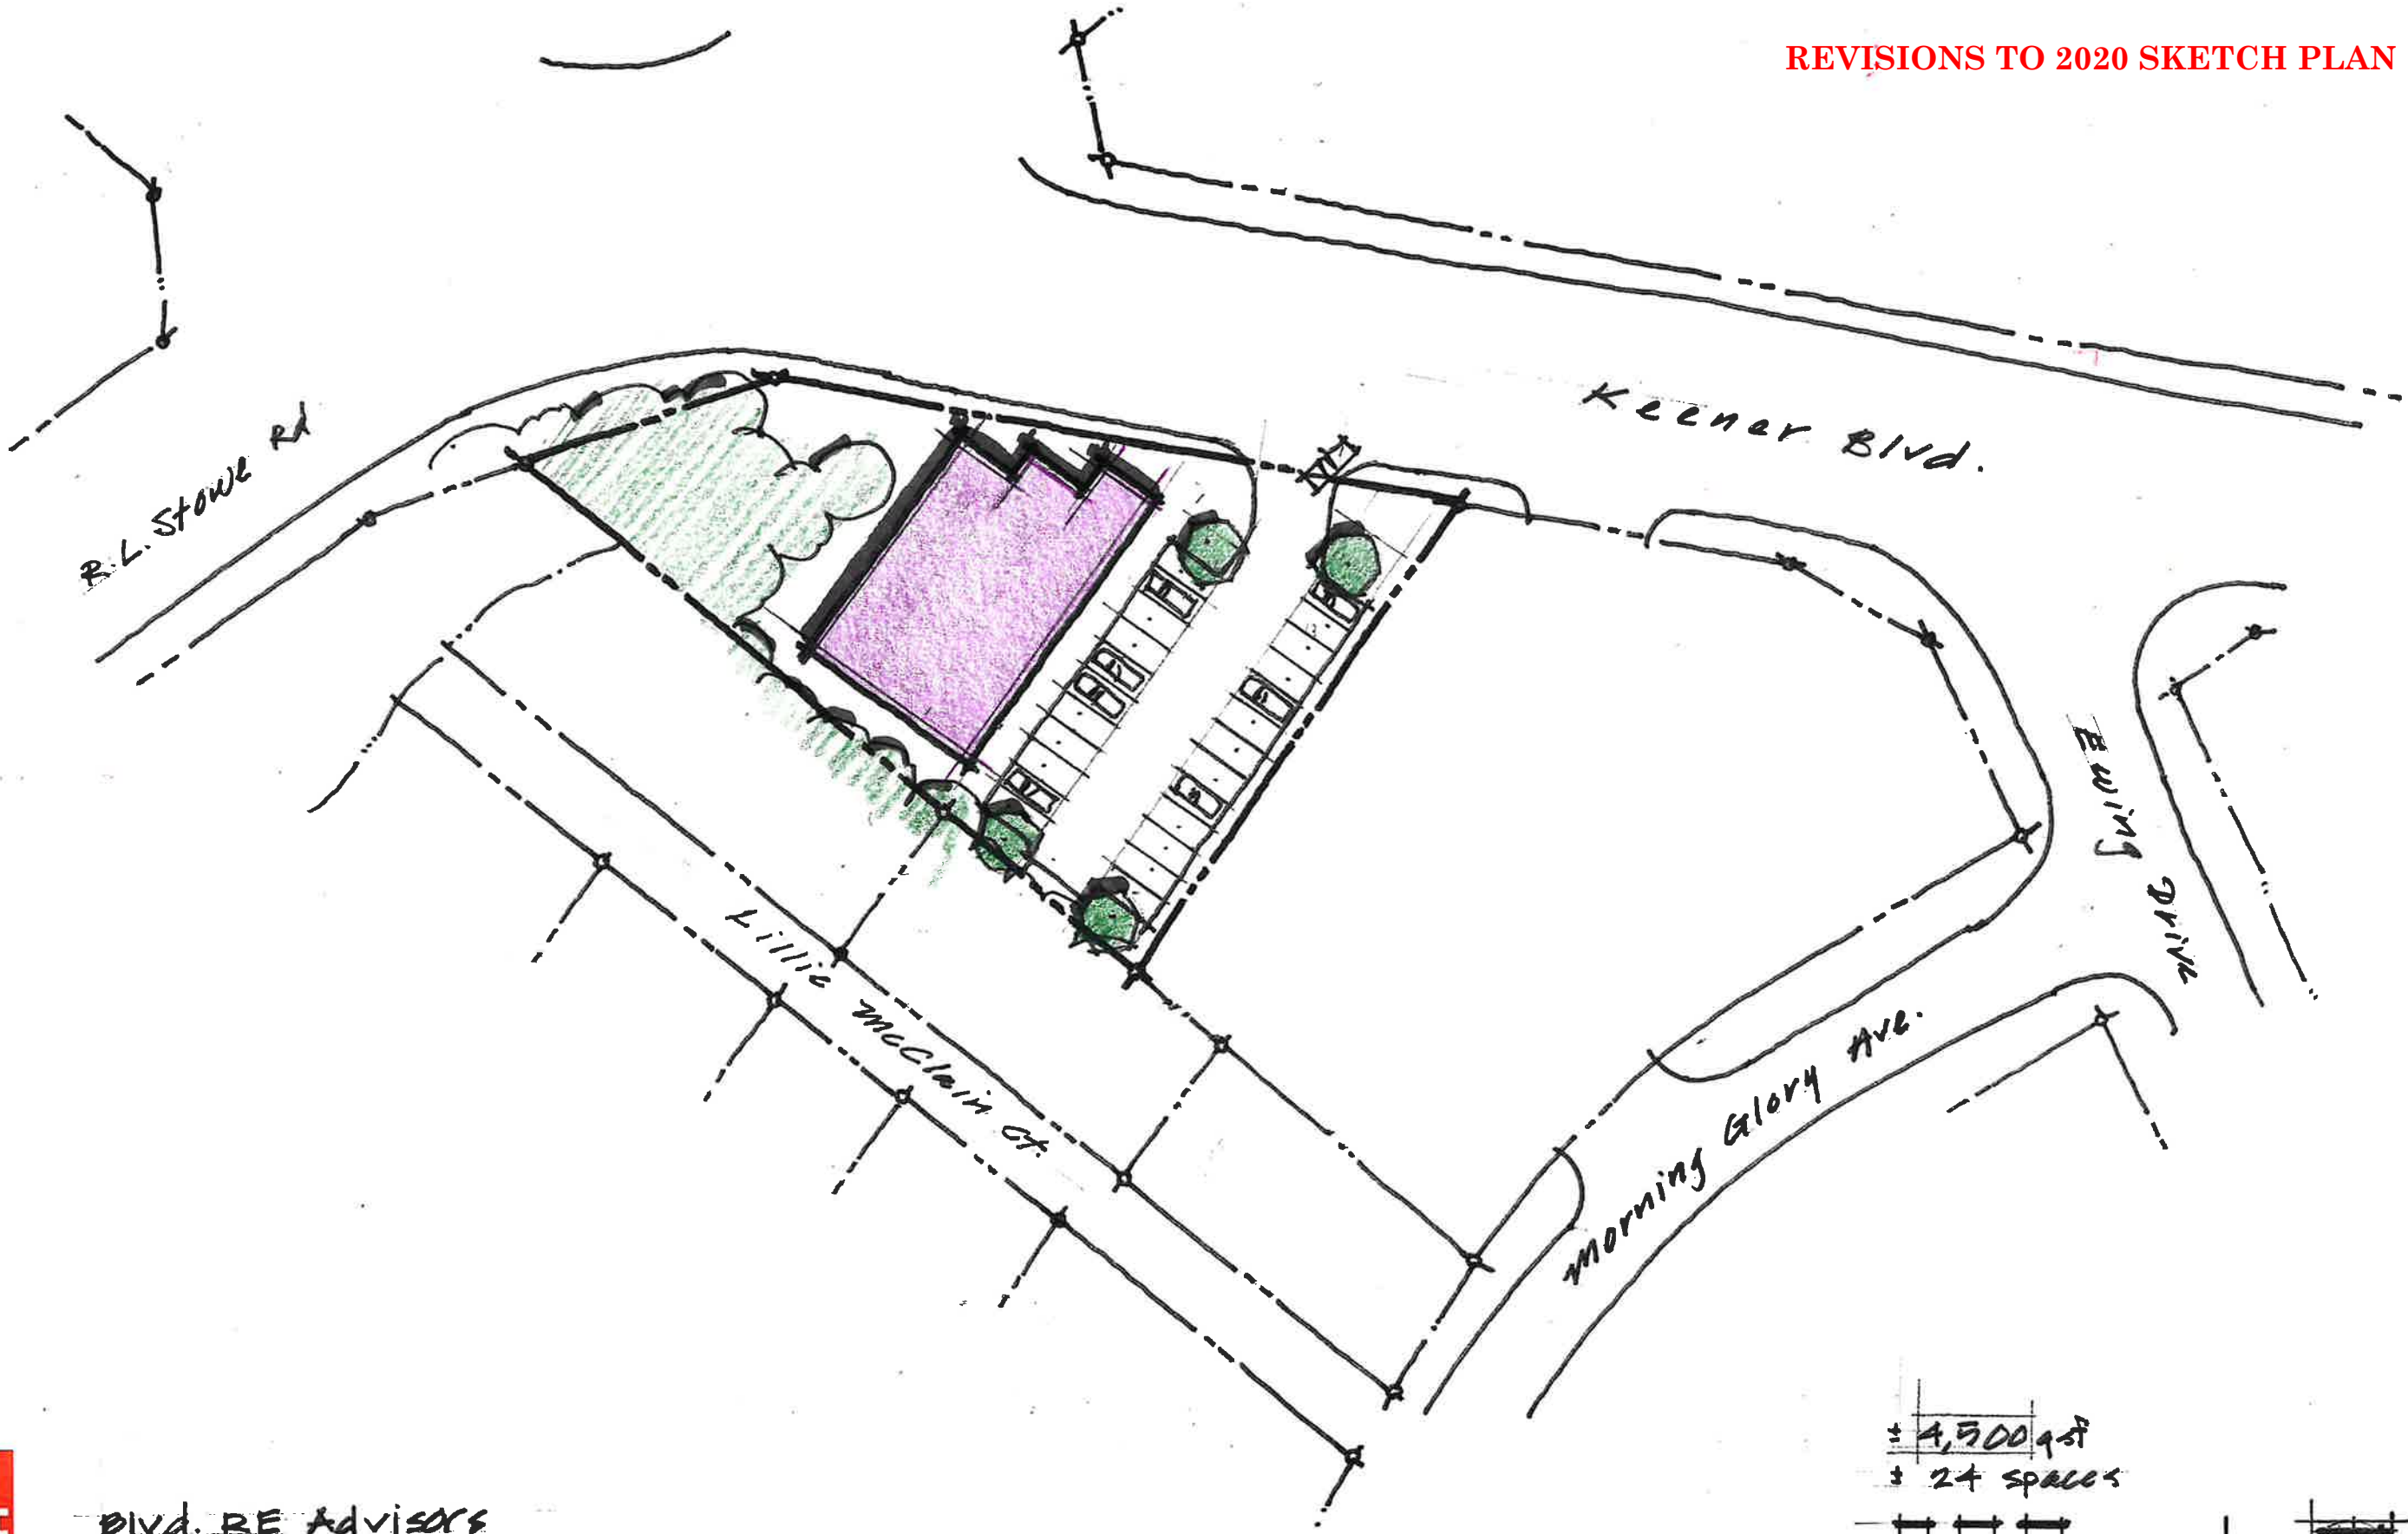 REVISIONS TO 2020 SKETCH PLAN
R.L. Stowe Rd
Keener Blvd.
Ewing Drive
Lillie McClain Ct.
Morning Glory Ave.
± 4,500 gsf
± 24 spaces
Blvd. RE Advisors